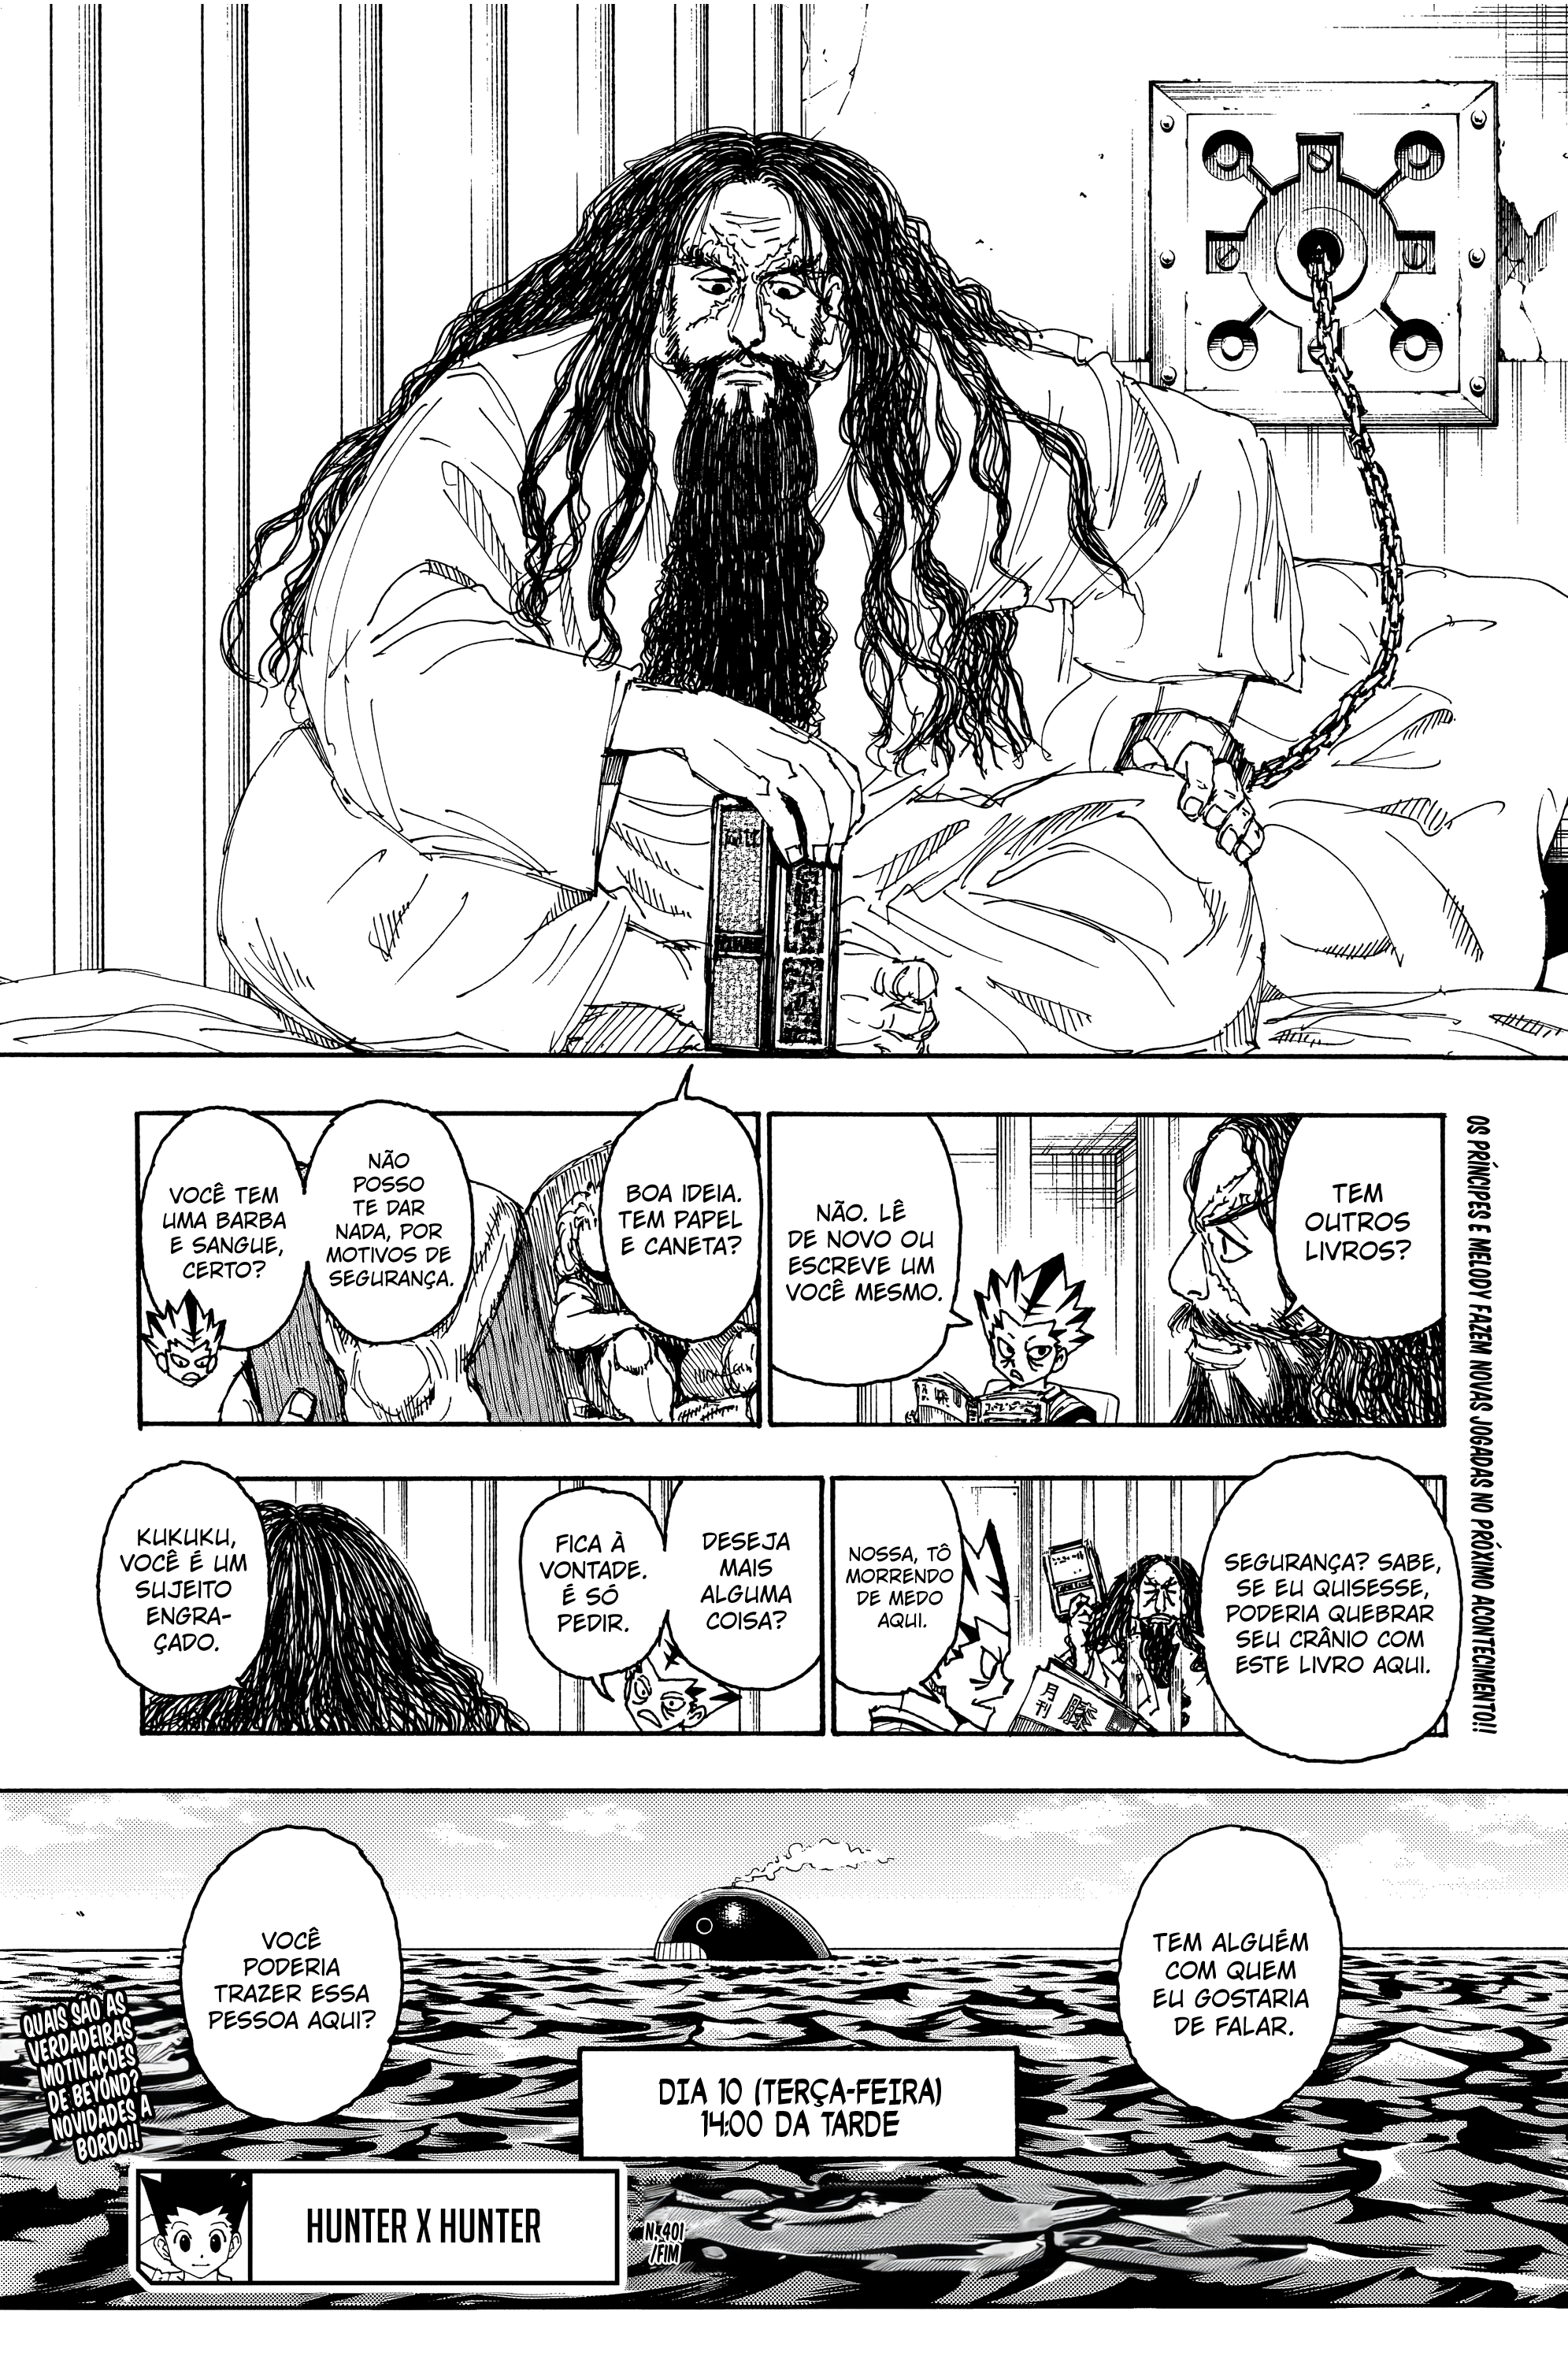 TEM
OUTROS
LIVROS?
NÃO. LÊ
DE NOVO OU
ESCREVE UM
VOCÊ MESMO.
BOA IDEIA.
TEM PAPEL
E CANETA?
NÃO
POSSO
TE DAR
NADA, POR
MOTIVOS DE
SEGURANÇA.
VOCÊ TEM
UMA BARBA
E SANGUE,
CERTO?
OS PRÍNCIPES E MELODY FAZEM NOVAS JOGADAS NO PRÓXIMO ACONTECIMENTO!!
SEGURANÇA? SABE,
SE EU QUISESSE,
PODERIA QUEBRAR
SEU CRÂNIO COM
ESTE LIVRO AQUI.
NOSSA, TÔ
MORRENDO
DE MEDO
AQUI.
月刊
DESEJA
MAIS
ALGUMA
COISA?
FICA À
VONTADE.
É SÓ
PEDIR.
KUKUKU,
VOCÊ É UM
SUJEITO
ENGRA-
ÇADO.
TEM ALGUÉM
COM QUEM
EU GOSTARIA
DE FALAR.
VOCÊ
PODERIA
TRAZER ESSA
PESSOA AQUI?
DIA 10 (TERÇA-FEIRA)
14:00 DA TARDE
QUAIS SÃO AS
VERDADEIRAS
MOTIVAÇÕES
DE BEYOND?
NOVIDADES A
BORDO!!
HUNTER X HUNTER
N.401
/FIM